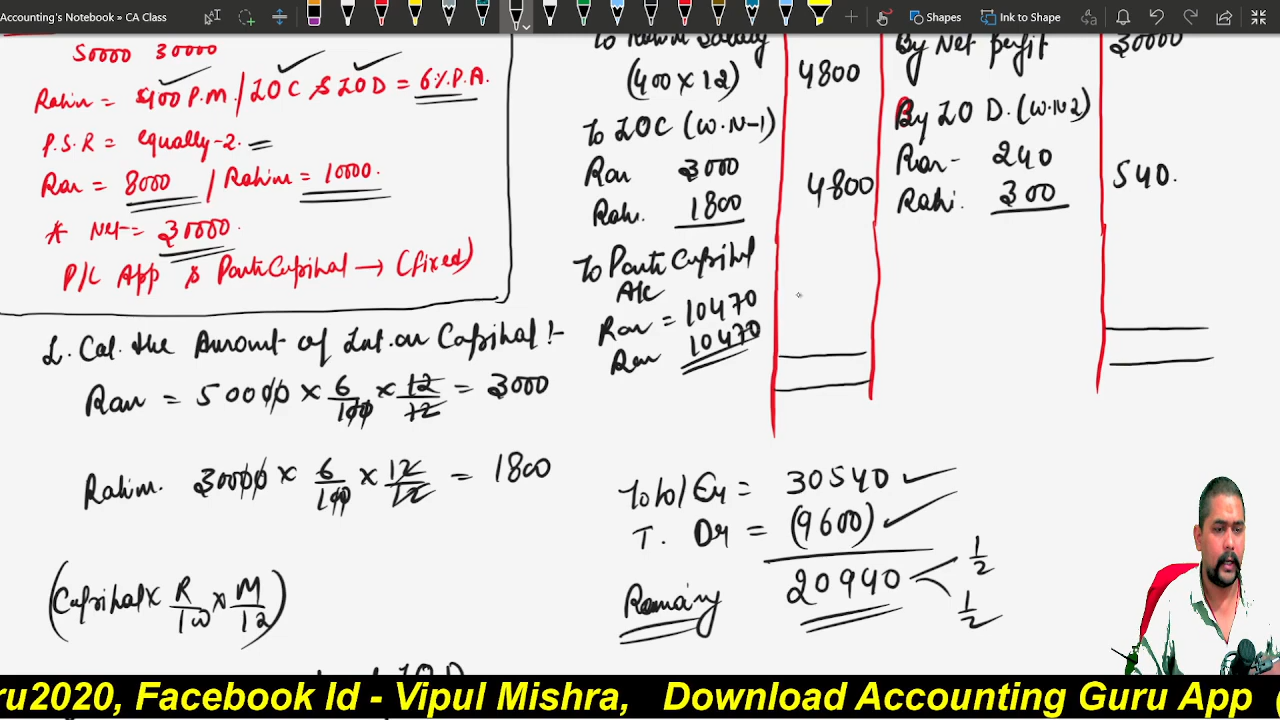 Accounting's Notebook » CA Class
Shapes
Ink to Shape
50000 30000
Rahim = 400 P.M. / IOC & IOD = 6%.P.A.
P.S.R = equally-2.
Ram = 8000 / Rahim = 10000.
* Net = 30000.
P/L App & Parti Capital → (fixed)
1. Cal. the Amount of Int.on Capital :-
Ram = 50000 × 6/100 × 12/12 = 3000
Rahim. 30000 × 6/100 × 12/12 = 1800
(Capital × R/100 × M/12)
To Rahim Salary
(400 × 12) 4800
To IOC (W.N-1)
Ram 3000
Rahi. 1800 4800
To Parti Capital
A/c
Ram = 10470
Ram 10470
By Net profit 30000
By IOD. (W.N2)
Ram - 240
Rahi. 300 540.
Total Cr = 30540
T. Dr = (9600)
Remaing 20940 1/2
1/2
IOD
ru2020, Facebook Id - Vipul Mishra, Download Accounting Guru App (